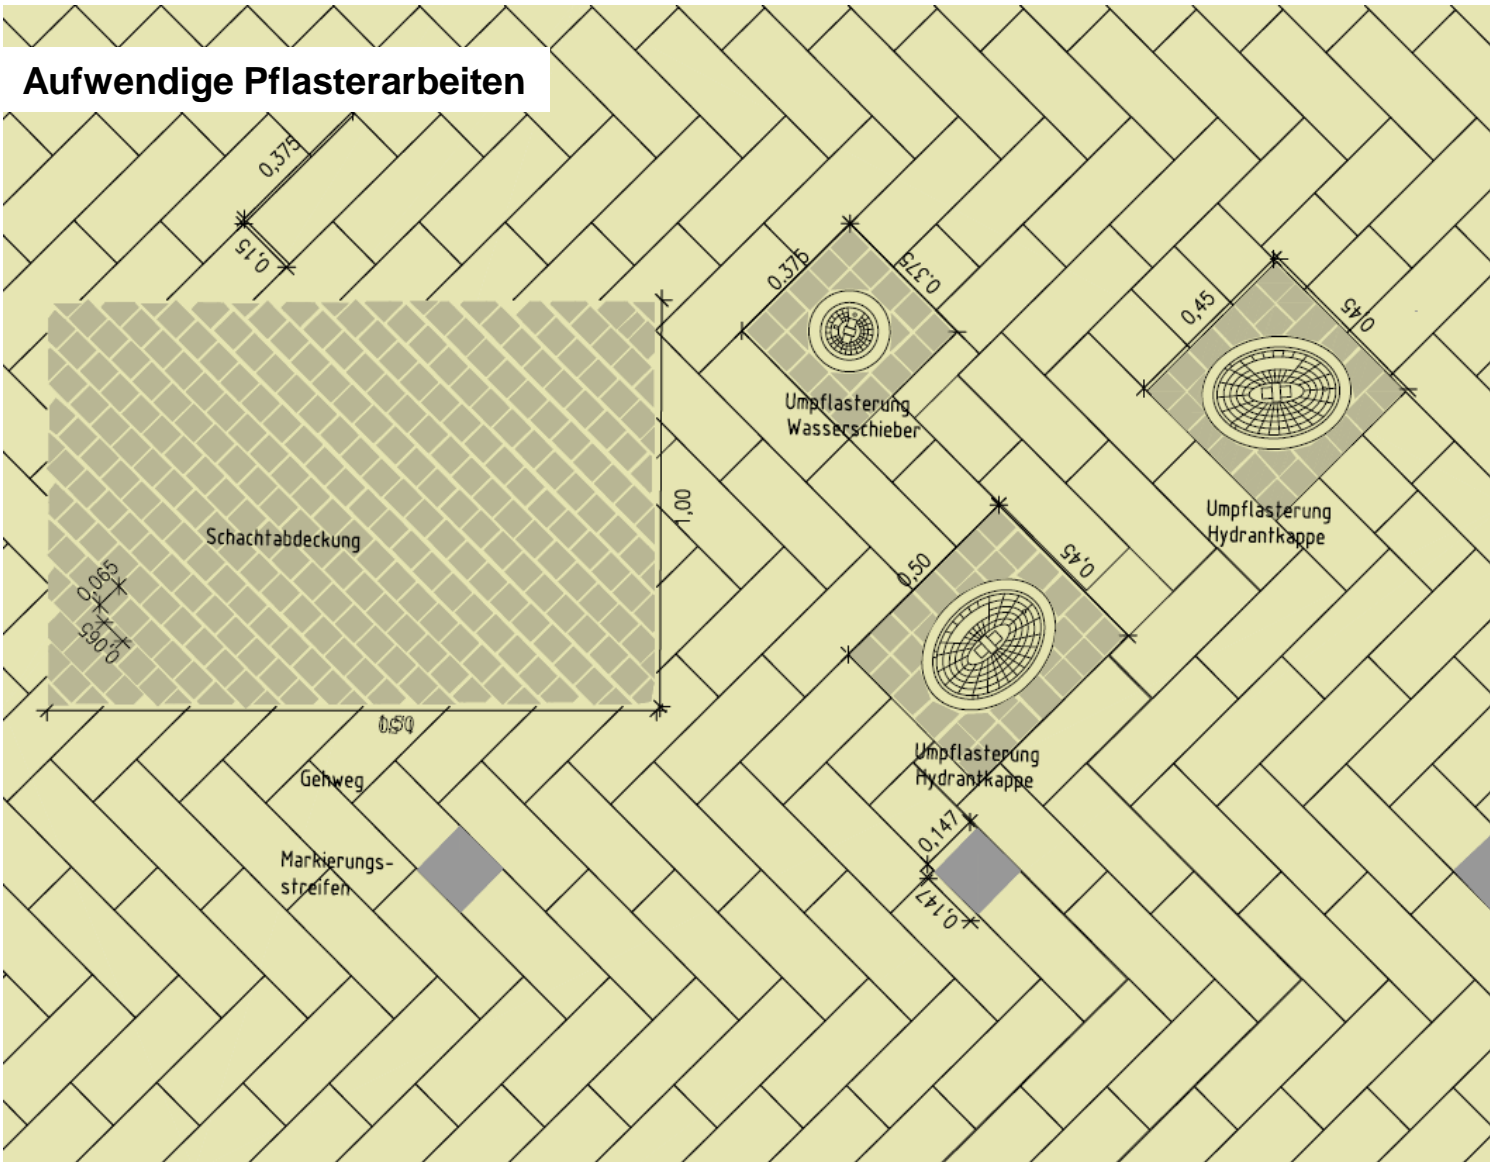 Aufwendige Pflasterarbeiten
0,375
0,15
0.375
0.375
0,45
0,45
Umpflasterung
Wasserschieber
1,00
Umpflasterung
Hydrantkappe
Schachtabdeckung
0,50
0,45
0,065
0,065
Umpflasterung
Hydrantkappe
Gehweg
Markierungs-
streifen
0,147
0,147